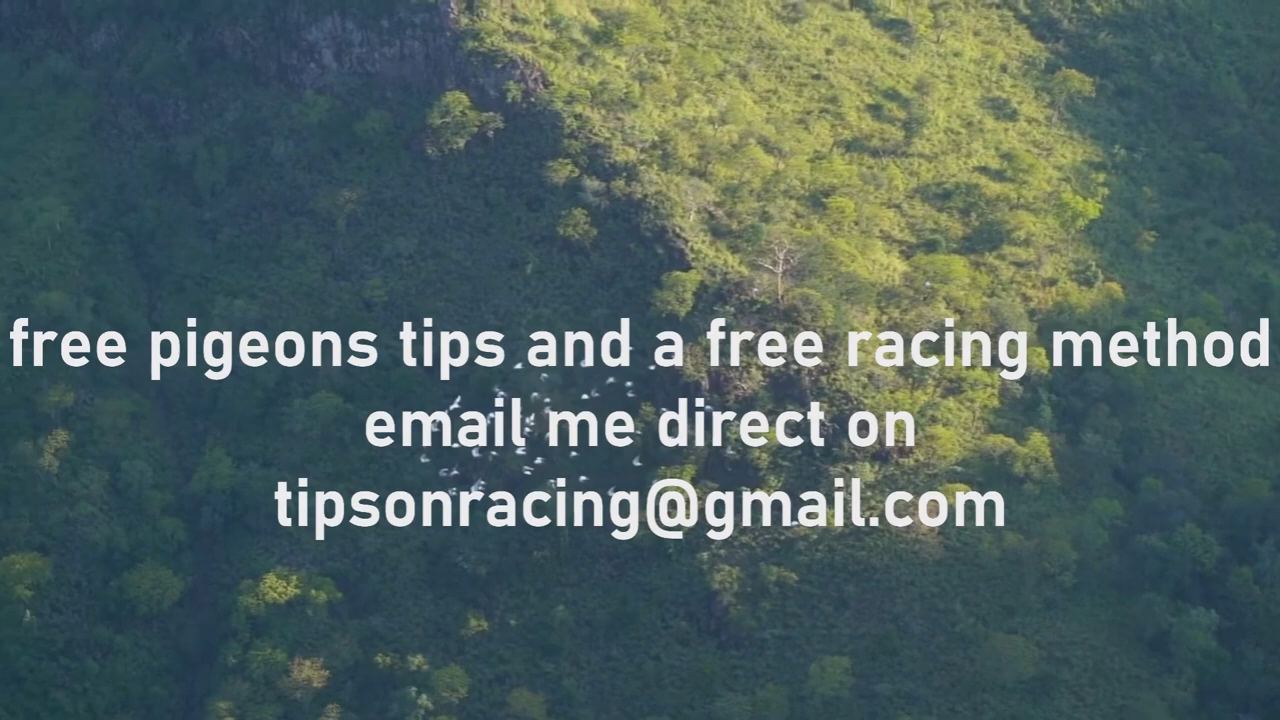 free pigeons tips and a free racing method
email me direct on
tipsonracing@gmail.com